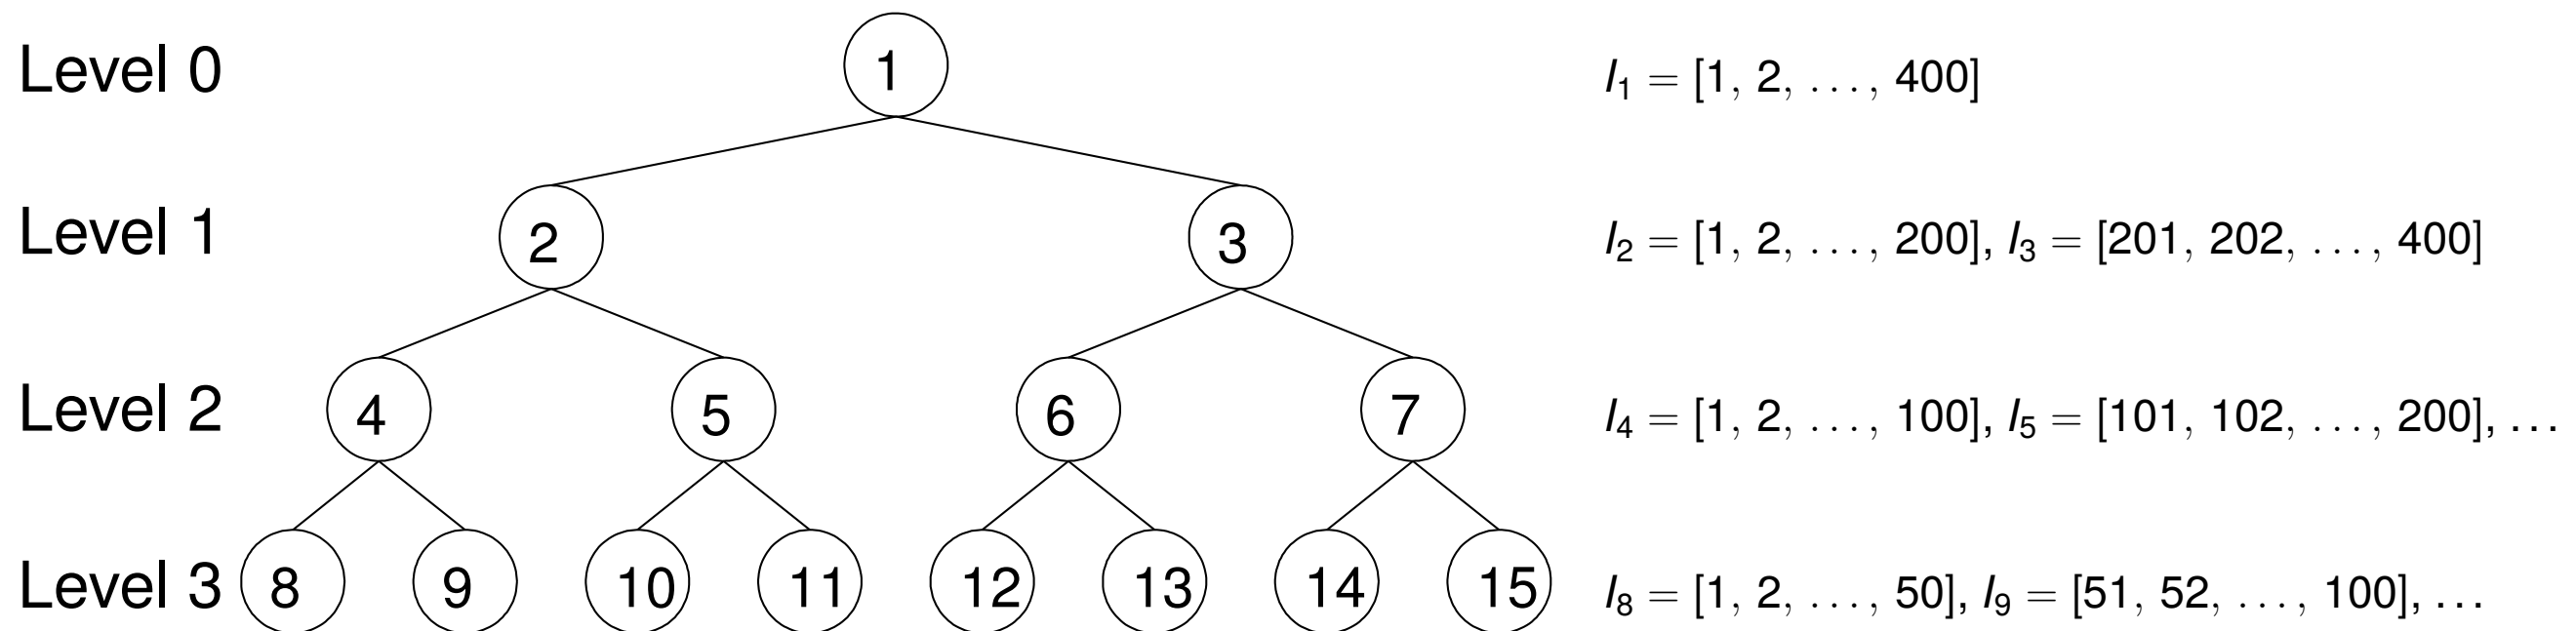 Level 0 1 I₁ = [1, 2, ..., 400]
Level 1 2 3 I₂ = [1, 2, ..., 200], I₃ = [201, 202, ..., 400]
Level 2 4 5 6 7 I₄ = [1, 2, ..., 100], I₅ = [101, 102, ..., 200], ...
Level 3 8 9 10 11 12 13 14 15 I₈ = [1, 2, ..., 50], I₉ = [51, 52, ..., 100], ...